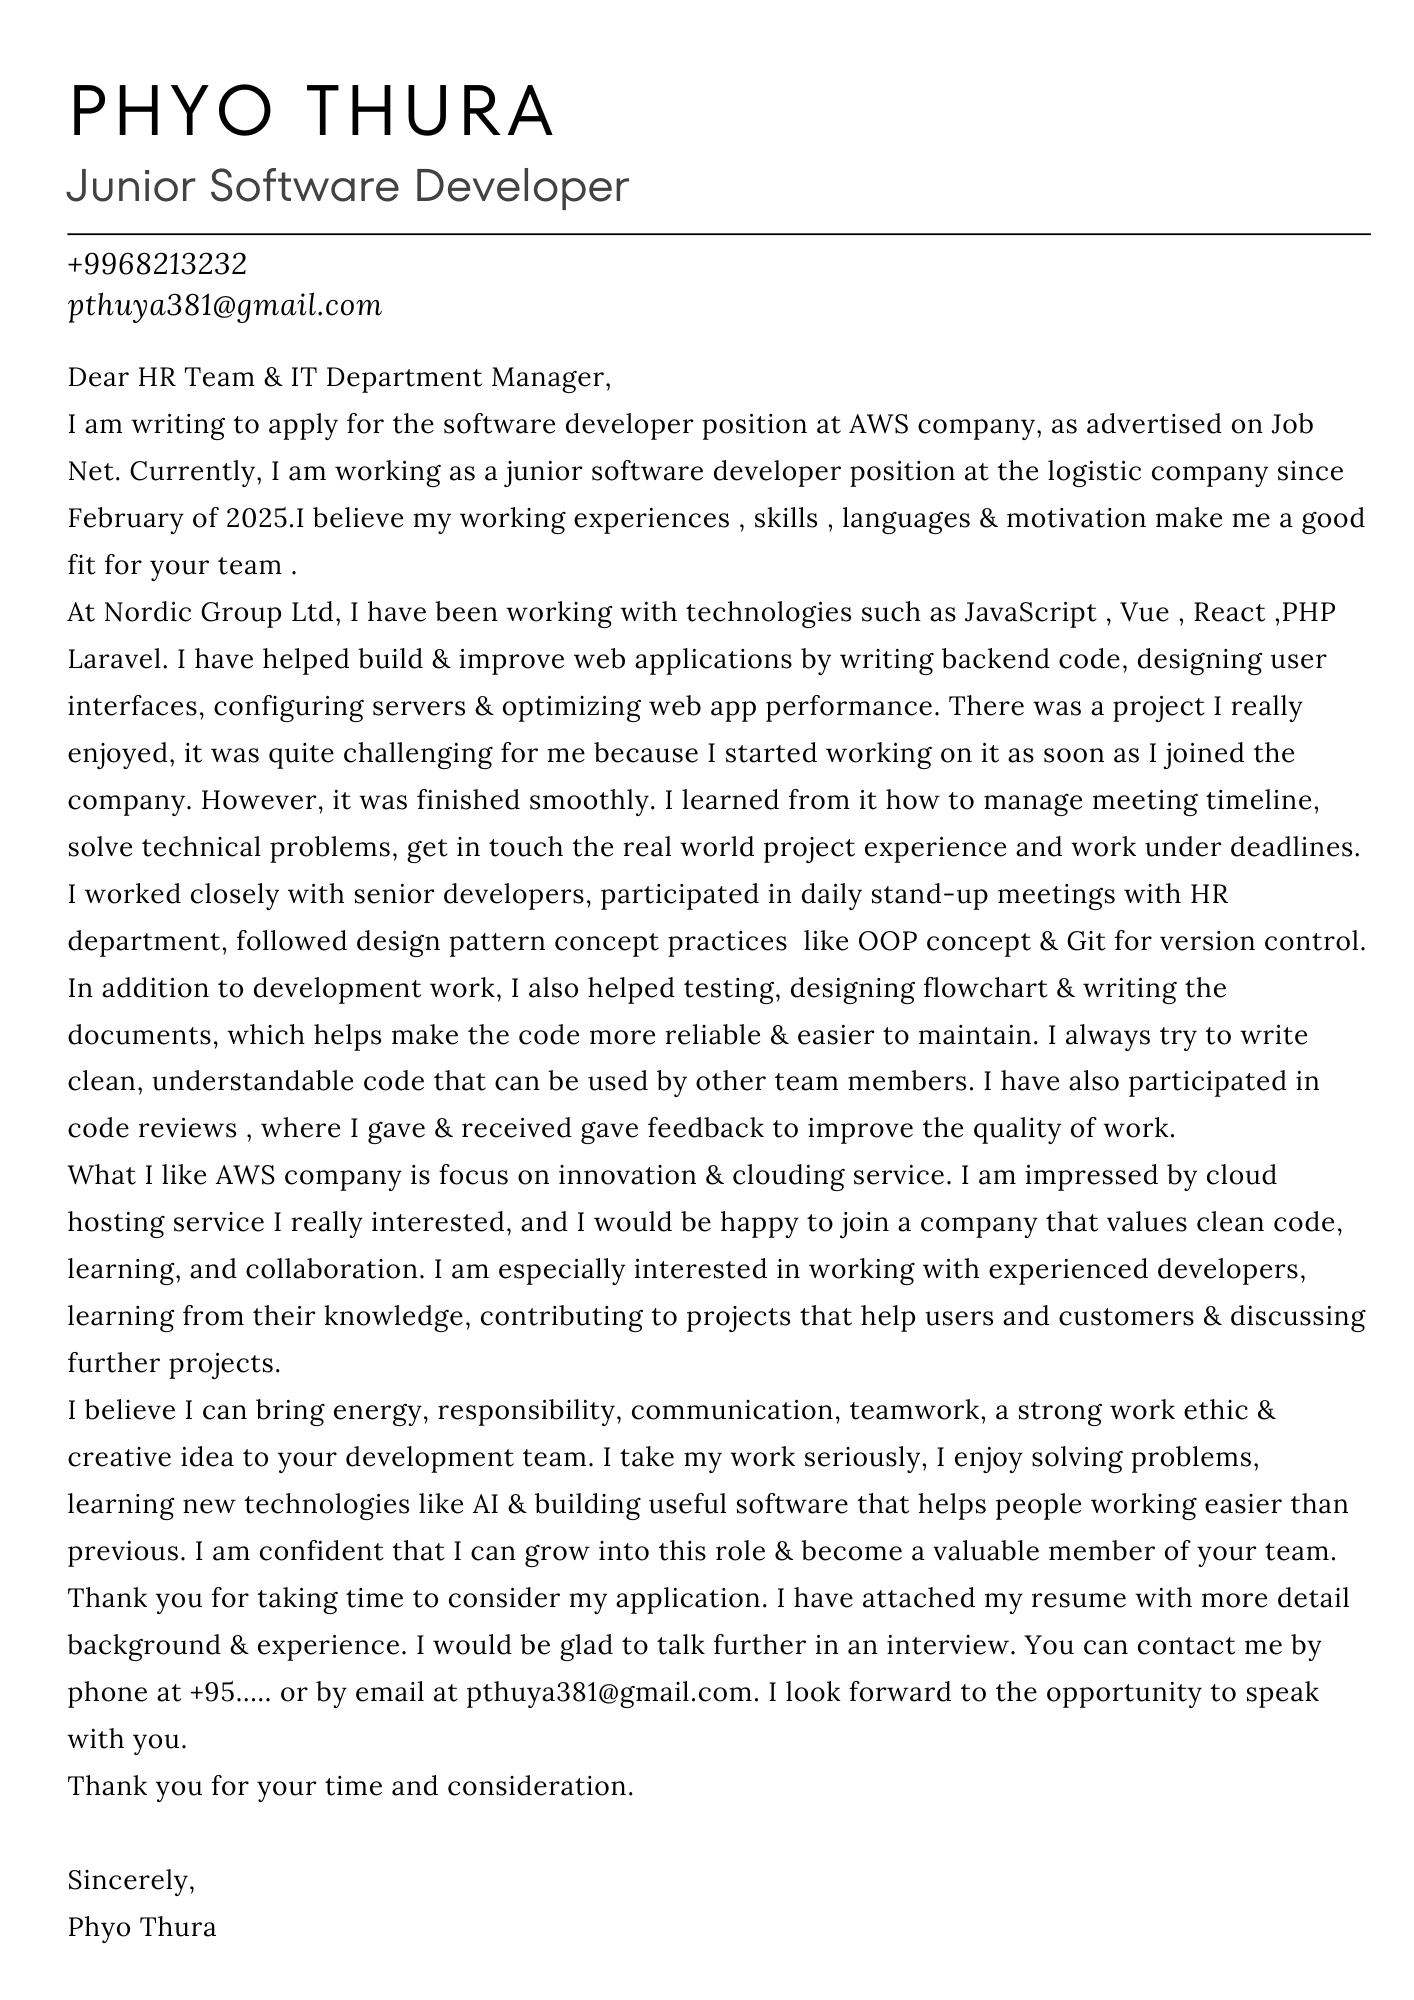 PHYO THURA
Junior Software Developer
+9968213232
pthuya381@gmail.com
Dear HR Team & IT Department Manager,
I am writing to apply for the software developer position at AWS company, as advertised on Job
Net. Currently, I am working as a junior software developer position at the logistic company since
February of 2025.I believe my working experiences , skills , languages & motivation make me a good
fit for your team .
At Nordic Group Ltd, I have been working with technologies such as JavaScript , Vue , React ,PHP
Laravel. I have helped build & improve web applications by writing backend code, designing user
interfaces, configuring servers & optimizing web app performance. There was a project I really
enjoyed, it was quite challenging for me because I started working on it as soon as I joined the
company. However, it was finished smoothly. I learned from it how to manage meeting timeline,
solve technical problems, get in touch the real world project experience and work under deadlines.
I worked closely with senior developers, participated in daily stand-up meetings with HR
department, followed design pattern concept practices  like OOP concept & Git for version control.
In addition to development work, I also helped testing, designing flowchart & writing the
documents, which helps make the code more reliable & easier to maintain. I always try to write
clean, understandable code that can be used by other team members. I have also participated in
code reviews , where I gave & received gave feedback to improve the quality of work.
What I like AWS company is focus on innovation & clouding service. I am impressed by cloud
hosting service I really interested, and I would be happy to join a company that values clean code,
learning, and collaboration. I am especially interested in working with experienced developers,
learning from their knowledge, contributing to projects that help users and customers & discussing
further projects.
I believe I can bring energy, responsibility, communication, teamwork, a strong work ethic &
creative idea to your development team. I take my work seriously, I enjoy solving problems,
learning new technologies like AI & building useful software that helps people working easier than
previous. I am confident that I can grow into this role & become a valuable member of your team.
Thank you for taking time to consider my application. I have attached my resume with more detail
background & experience. I would be glad to talk further in an interview. You can contact me by
phone at +95..... or by email at pthuya381@gmail.com. I look forward to the opportunity to speak
with you.
Thank you for your time and consideration.
Sincerely,
Phyo Thura